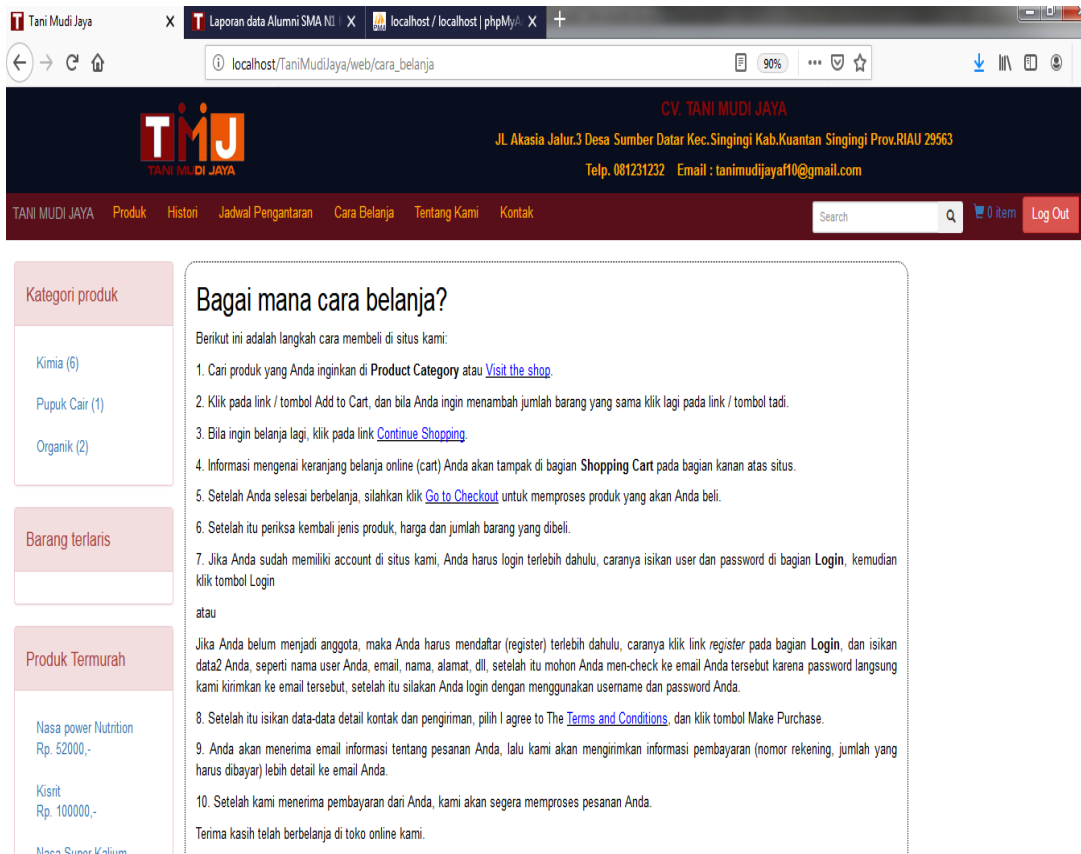 Tani Mudi Jaya
Laporan data Alumni SMA N1
localhost / localhost | phpMyA
localhost/TaniMudiJaya/web/cara_belanja
90%
TMJ
TANI MUDI JAYA
CV. TANI MUDI JAYA
JL Akasia Jalur.3 Desa Sumber Datar Kec.Singingi Kab.Kuantan Singingi Prov.RIAU 29563
Telp. 081231232 Email : tanimudijayaf10@gmail.com
TANI MUDI JAYA Produk Histori Jadwal Pengantaran Cara Belanja Tentang Kami Kontak Search 0 item Log Out
Kategori produk
Kimia (6)
Pupuk Cair (1)
Organik (2)
Barang terlaris
Produk Termurah
Nasa power Nutrition
Rp. 52000,-
Kisrit
Rp. 100000,-
Nasa Super Kalium
Bagai mana cara belanja?
Berikut ini adalah langkah cara membeli di situs kami:
1. Cari produk yang Anda inginkan di Product Category atau Visit the shop.
2. Klik pada link / tombol Add to Cart, dan bila Anda ingin menambah jumlah barang yang sama klik lagi pada link / tombol tadi.
3. Bila ingin belanja lagi, klik pada link Continue Shopping.
4. Informasi mengenai keranjang belanja online (cart) Anda akan tampak di bagian Shopping Cart pada bagian kanan atas situs.
5. Setelah Anda selesai berbelanja, silahkan klik Go to Checkout untuk memproses produk yang akan Anda beli.
6. Setelah itu periksa kembali jenis produk, harga dan jumlah barang yang dibeli.
7. Jika Anda sudah memiliki account di situs kami, Anda harus login terlebih dahulu, caranya isikan user dan password di bagian Login, kemudian
klik tombol Login
atau
Jika Anda belum menjadi anggota, maka Anda harus mendaftar (register) terlebih dahulu, caranya klik link register pada bagian Login, dan isikan
data2 Anda, seperti nama user Anda, email, nama, alamat, dll, setelah itu mohon Anda men-check ke email Anda tersebut karena password langsung
kami kirimkan ke email tersebut, setelah itu silakan Anda login dengan menggunakan username dan password Anda.
8. Setelah itu isikan data-data detail kontak dan pengiriman, pilih I agree to The Terms and Conditions, dan klik tombol Make Purchase.
9. Anda akan menerima email informasi tentang pesanan Anda, lalu kami akan mengirimkan informasi pembayaran (nomor rekening, jumlah yang
harus dibayar) lebih detail ke email Anda.
10. Setelah kami menerima pembayaran dari Anda, kami akan segera memproses pesanan Anda.
Terima kasih telah berbelanja di toko online kami.